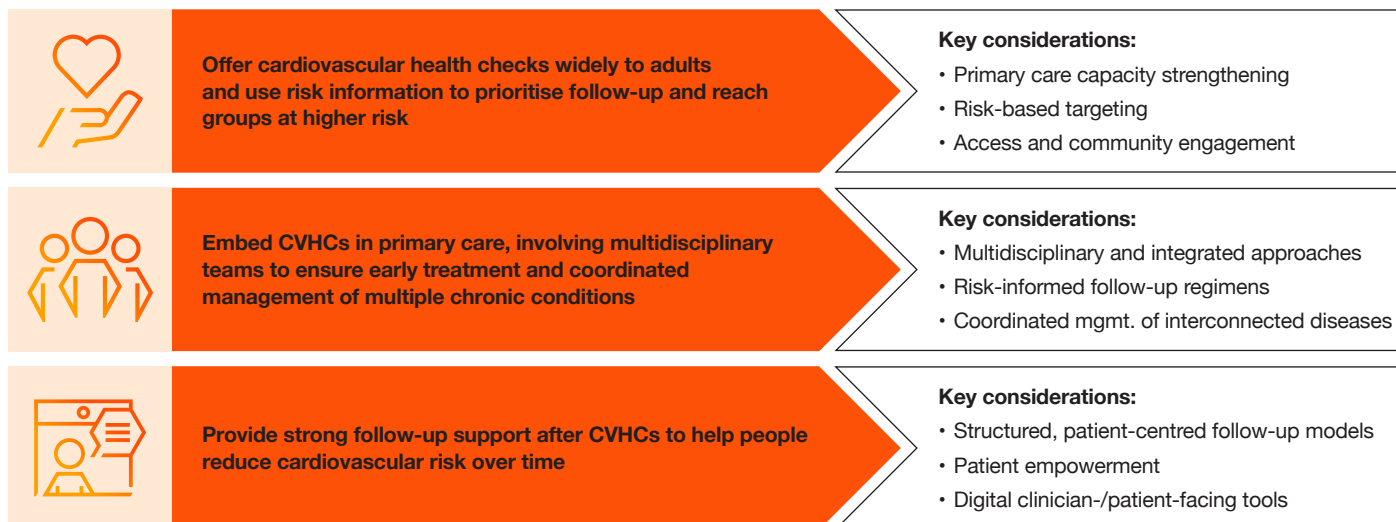 Offer cardiovascular health checks widely to adults
and use risk information to prioritise follow-up and reach
groups at higher risk
Key considerations:
• Primary care capacity strengthening
• Risk-based targeting
• Access and community engagement
Embed CVHCs in primary care, involving multidisciplinary
teams to ensure early treatment and coordinated
management of multiple chronic conditions
Key considerations:
• Multidisciplinary and integrated approaches
• Risk-informed follow-up regimens
• Coordinated mgmt. of interconnected diseases
Provide strong follow-up support after CVHCs to help people
reduce cardiovascular risk over time
Key considerations:
• Structured, patient-centred follow-up models
• Patient empowerment
• Digital clinician-/patient-facing tools